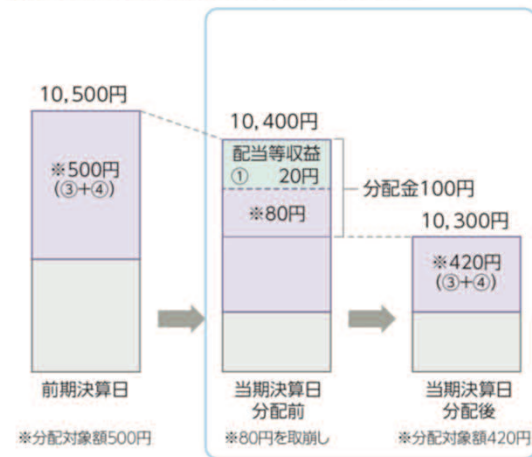 10,500円
※500円
(③+④)
前期決算日
※分配対象額500円
10,400円
配当等収益
① 20円
※80円
分配金100円
当期決算日
分配前
※80円を取崩し
10,300円
※420円
(③+④)
当期決算日
分配後
※分配対象額420円